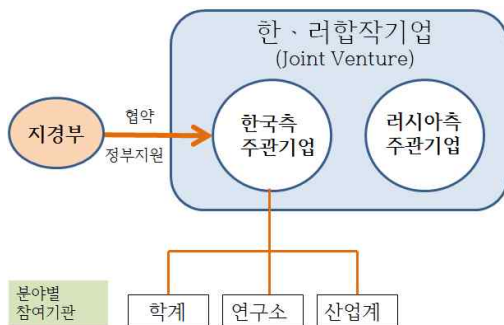 한、러합작기업
(Joint Venture)
지경부
협약
정부지원
한국측
주관기업
러시아측
주관기업
분야별
참여기관
학계
연구소
산업계